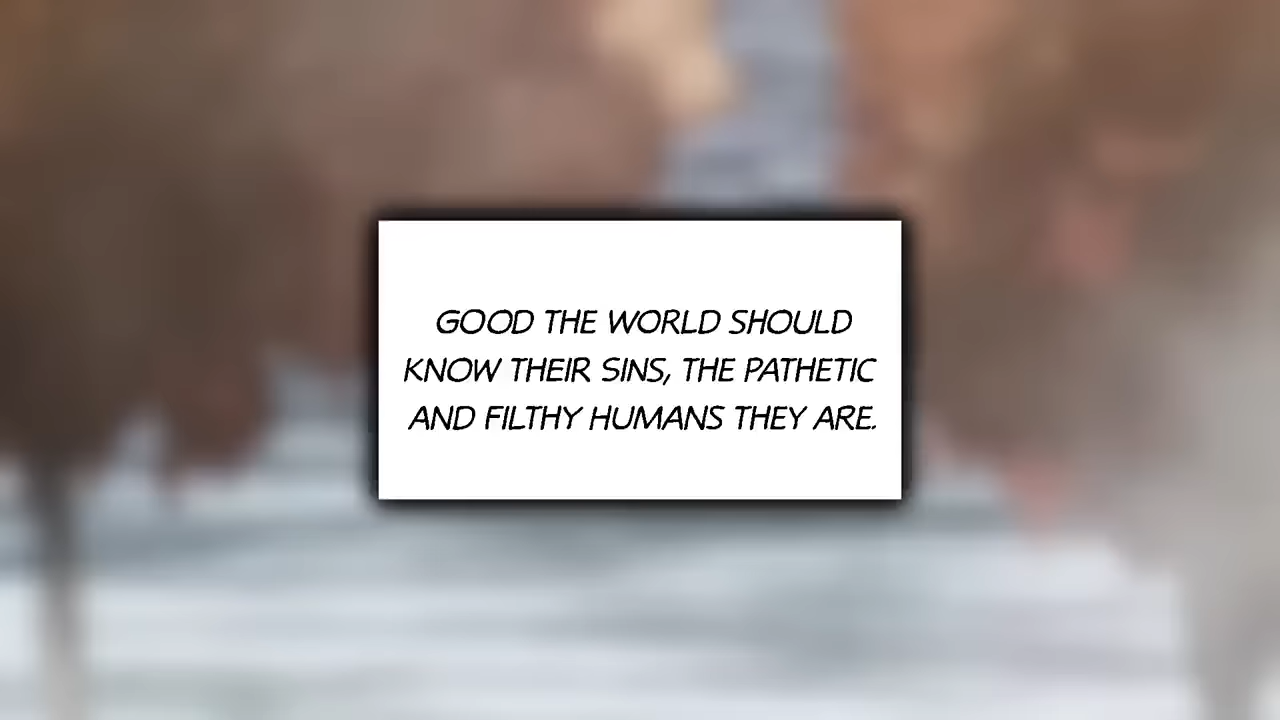 GOOD THE WORLD SHOULD
KNOW THEIR SINS, THE PATHETIC
AND FILTHY HUMANS THEY ARE.